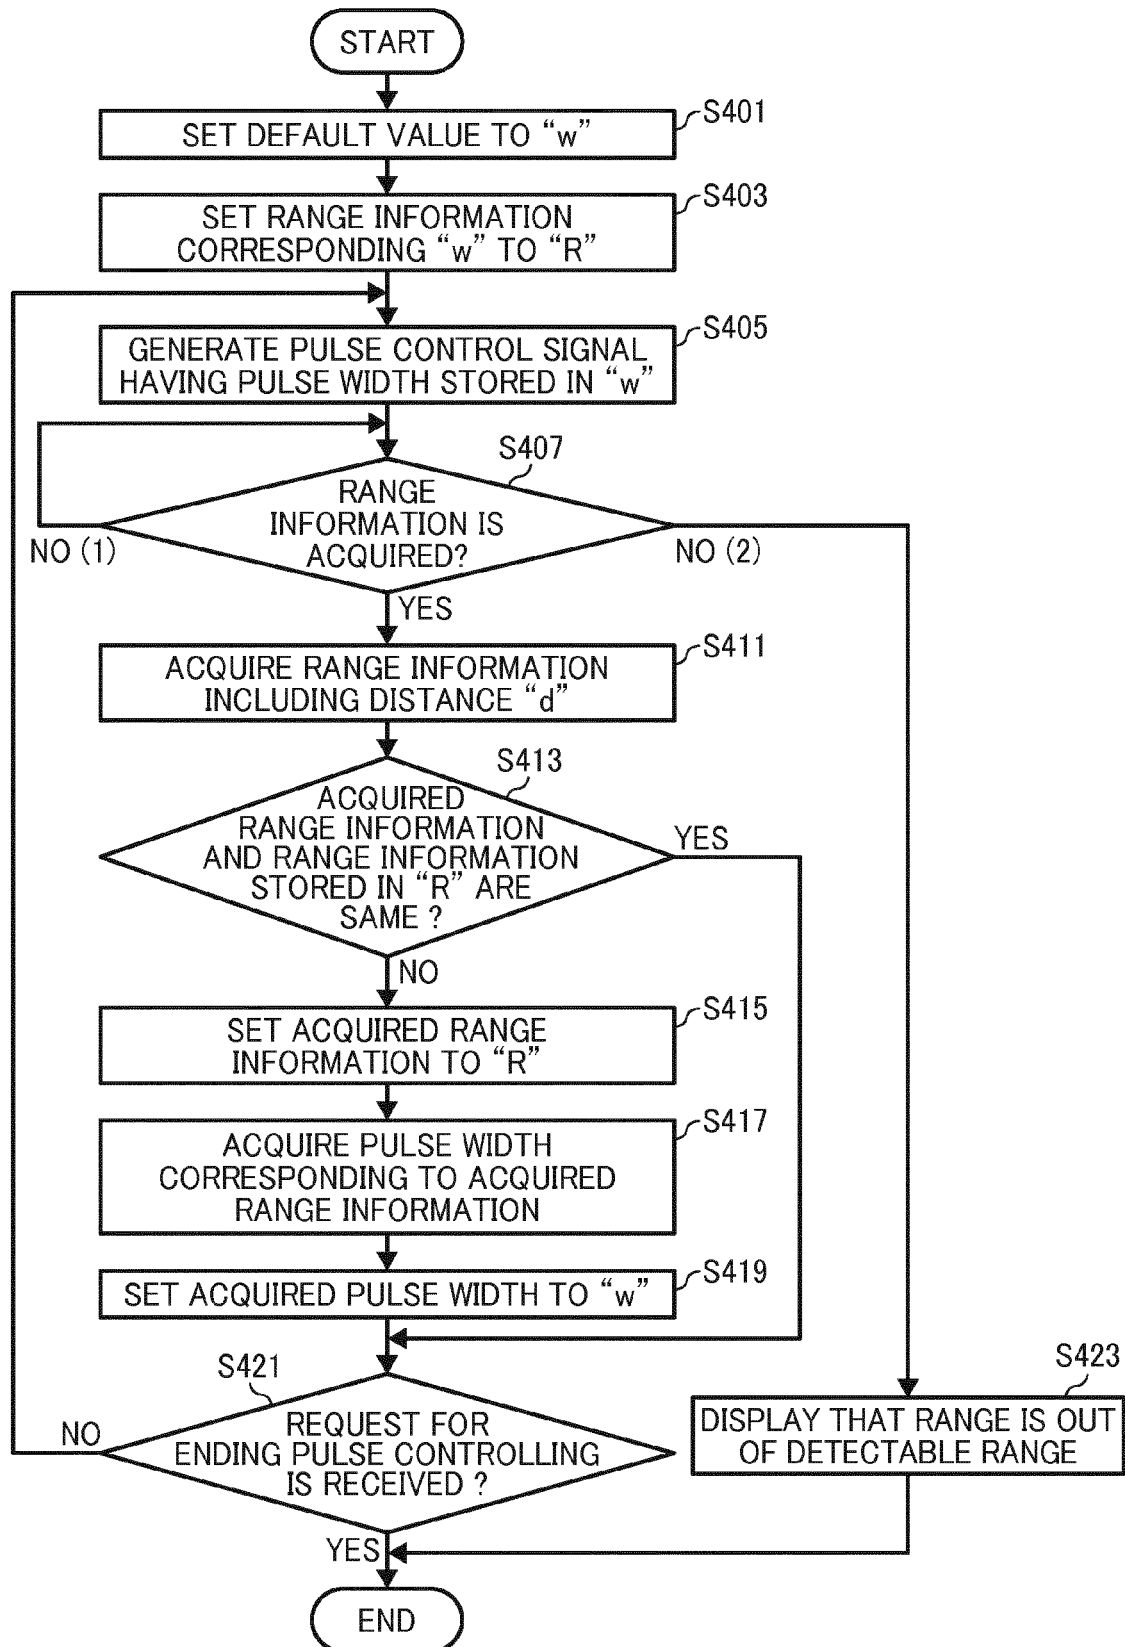 START
S401
SET DEFAULT VALUE TO “w”
S403
SET RANGE INFORMATION
CORRESPONDING “w” TO “R”
S405
GENERATE PULSE CONTROL SIGNAL
HAVING PULSE WIDTH STORED IN “w”
S407
RANGE
INFORMATION IS
ACQUIRED?
NO (1)
NO (2)
YES
S411
ACQUIRE RANGE INFORMATION
INCLUDING DISTANCE “d”
S413
ACQUIRED
RANGE INFORMATION
AND RANGE INFORMATION
STORED IN “R” ARE
SAME ?
YES
NO
S415
SET ACQUIRED RANGE
INFORMATION TO “R”
S417
ACQUIRE PULSE WIDTH
CORRESPONDING TO ACQUIRED
RANGE INFORMATION
S419
SET ACQUIRED PULSE WIDTH TO “w”
S421
REQUEST FOR
ENDING PULSE CONTROLLING
IS RECEIVED ?
NO
S423
DISPLAY THAT RANGE IS OUT
OF DETECTABLE RANGE
YES
END